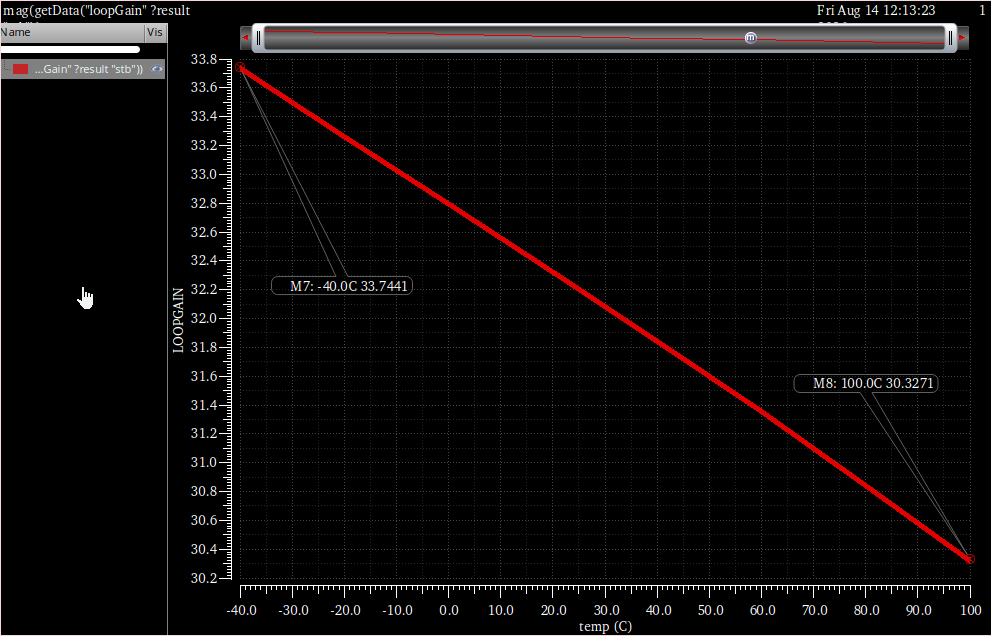 mag(getData("loopGain" ?result
Fri Aug 14 12:13:23
1
Name
Vis
...Gain" ?result "stb"))
m
33.8
33.6
33.4
33.2
33.0
32.8
32.6
32.4
32.2
32.0
31.8
31.6
31.4
31.2
31.0
30.8
30.6
30.4
30.2
LOOPGAIN
M7: -40.0C 33.7441
M8: 100.0C 30.3271
-40.0 -30.0 -20.0 -10.0 0.0 10.0 20.0 30.0 40.0 50.0 60.0 70.0 80.0 90.0 100
temp (C)